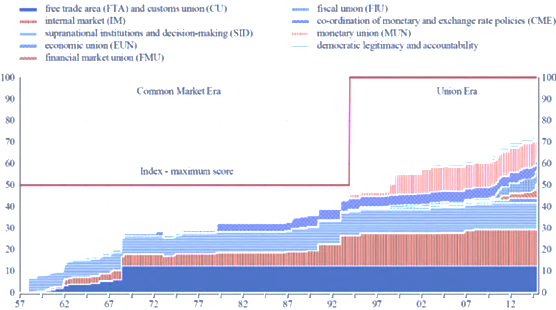 free trade area (FTA) and customs union (CU)
internal market (IM)
supranational institutions and decision-making (SID)
economic union (EUN)
financial market union (FMU)
fiscal union (FIU)
co-ordination of monetary and exchange rate policies (CME)
monetary union (MUN)
democratic legitimacy and accountability
100 100
90 90
Common Market Era Union Era
80 80
70 70
60 60
Index - maximum score
50 50
40 40
30 30
20 20
10 10
0 0
57 62 67 72 77 82 87 92 97 02 07 12